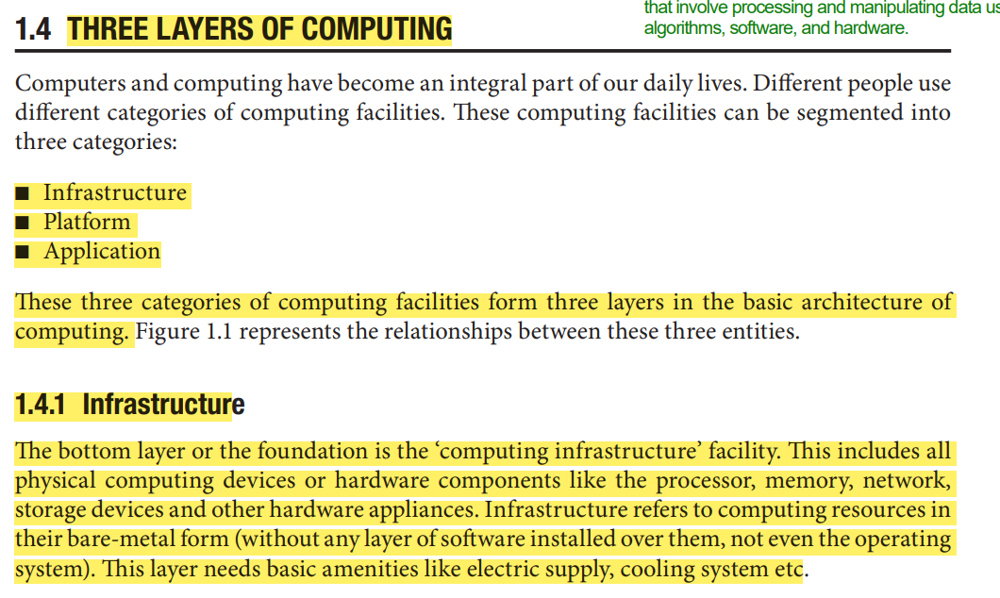 that involve processing and manipulating data us
algorithms, software, and hardware.
1.4 THREE LAYERS OF COMPUTING
Computers and computing have become an integral part of our daily lives. Different people use
different categories of computing facilities. These computing facilities can be segmented into
three categories:
■ Infrastructure
■ Platform
■ Application
These three categories of computing facilities form three layers in the basic architecture of
computing. Figure 1.1 represents the relationships between these three entities.
1.4.1 Infrastructure
The bottom layer or the foundation is the ‘computing infrastructure’ facility. This includes all
physical computing devices or hardware components like the processor, memory, network,
storage devices and other hardware appliances. Infrastructure refers to computing resources in
their bare-metal form (without any layer of software installed over them, not even the operating
system). This layer needs basic amenities like electric supply, cooling system etc.